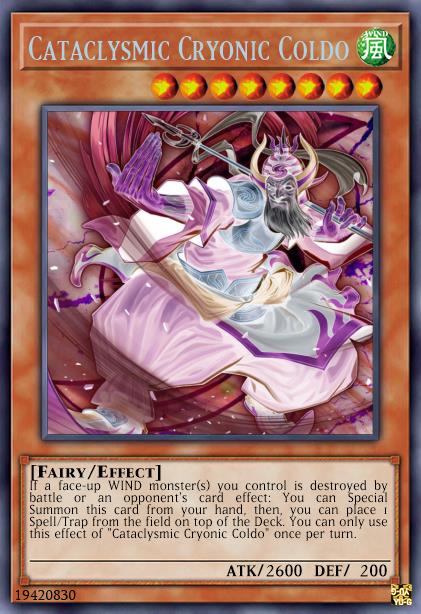 CATACLYSMIC CRYONIC COLDO
WIND
風
[FAIRY/EFFECT]
If a face-up WIND monster(s) you control is destroyed by
battle or an opponent's card effect: You can Special
Summon this card from your hand, then, you can place 1
Spell/Trap from the field on top of the Deck. You can only use
this effect of "Cataclysmic Cryonic Coldo" once per turn.
ATK/2600 DEF/ 200
19420830